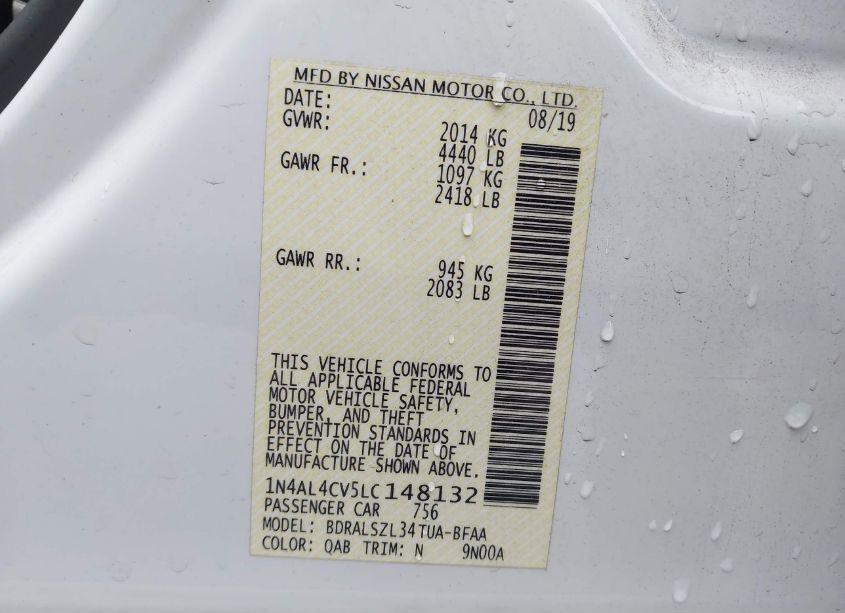 MFD BY NISSAN MOTOR CO., LTD.
DATE: 08/19
GVWR: 2014 KG
4440 LB
GAWR FR.: 1097 KG
2418 LB
GAWR RR.: 945 KG
2083 LB
THIS VEHICLE CONFORMS TO
ALL APPLICABLE FEDERAL
MOTOR VEHICLE SAFETY,
BUMPER, AND THEFT
PREVENTION STANDARDS IN
EFFECT ON THE DATE OF
MANUFACTURE SHOWN ABOVE.
1N4AL4CV5LC148132
PASSENGER CAR 756
MODEL: BDRALSZL34TUA-BFAA
COLOR: QAB TRIM: N 9N00A